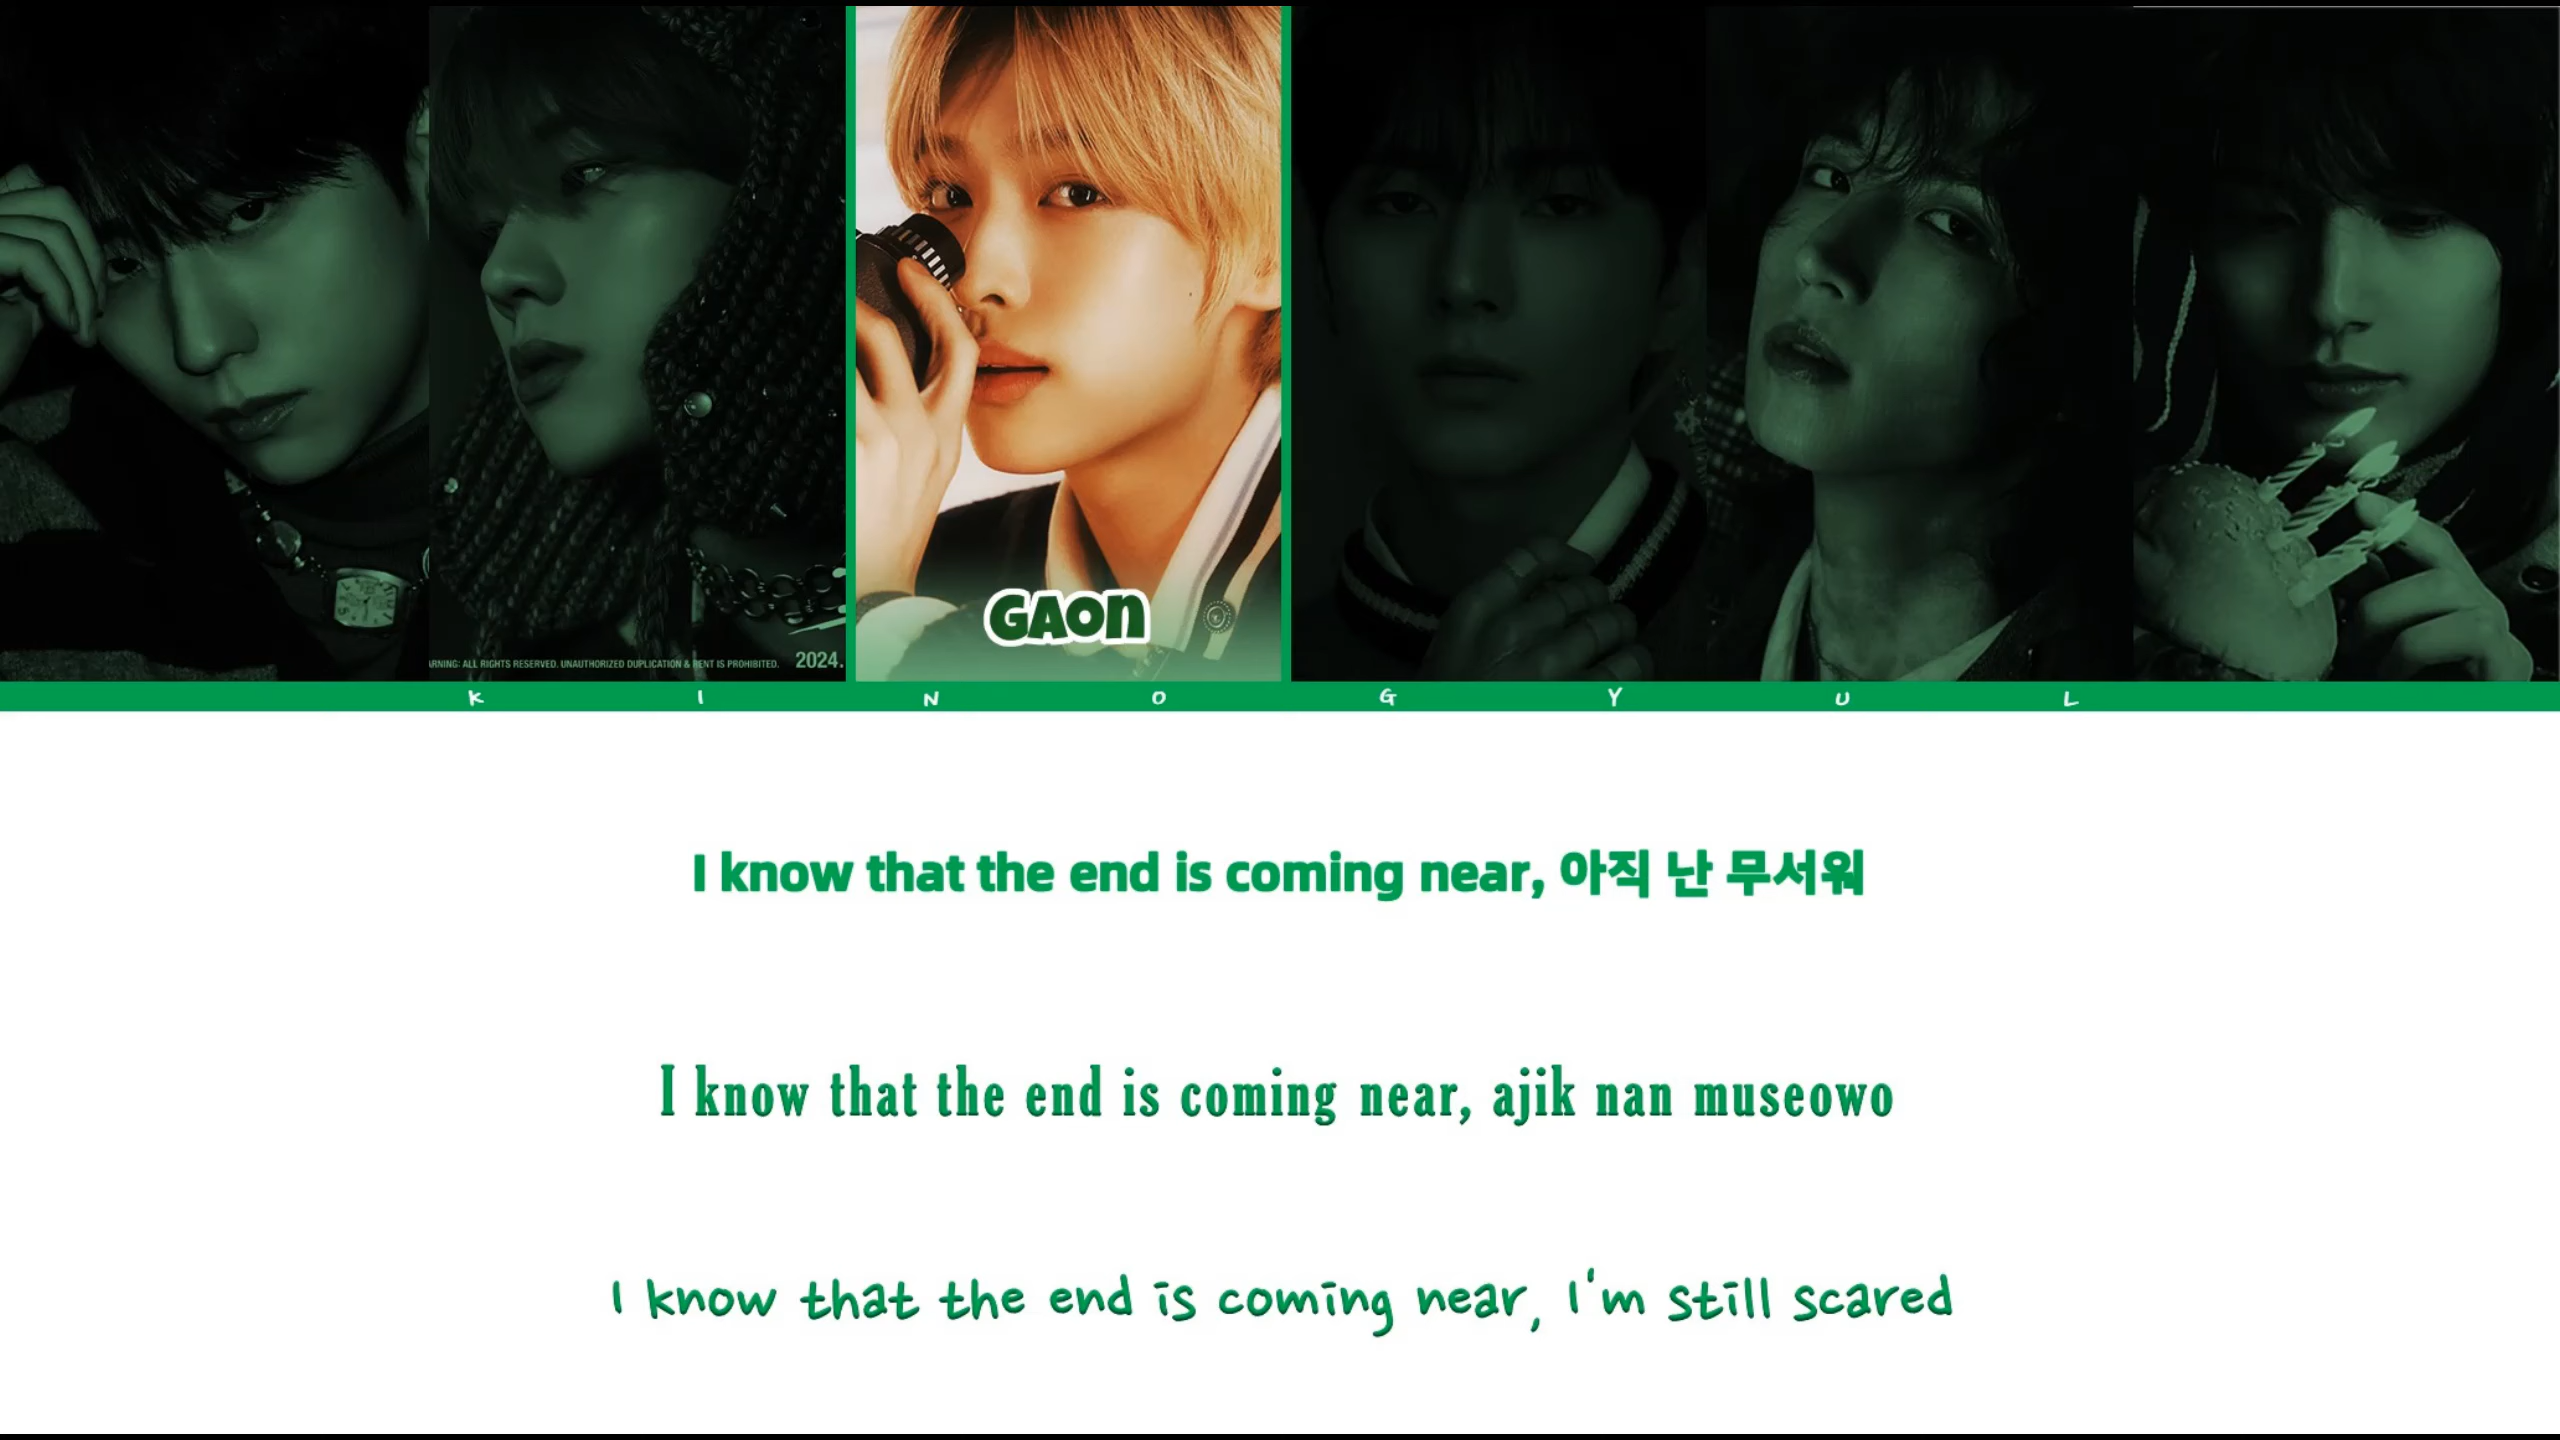 RNING: ALL RIGHTS RESERVED. UNAUTHORIZED DUPLICATION & RENT IS PROHIBITED. 2024.
GAON
K I N O G Y U L
I know that the end is coming near, 아직 난 무서워
I know that the end is coming near, ajik nan museowo
I know that the end is coming near, I'm still scared